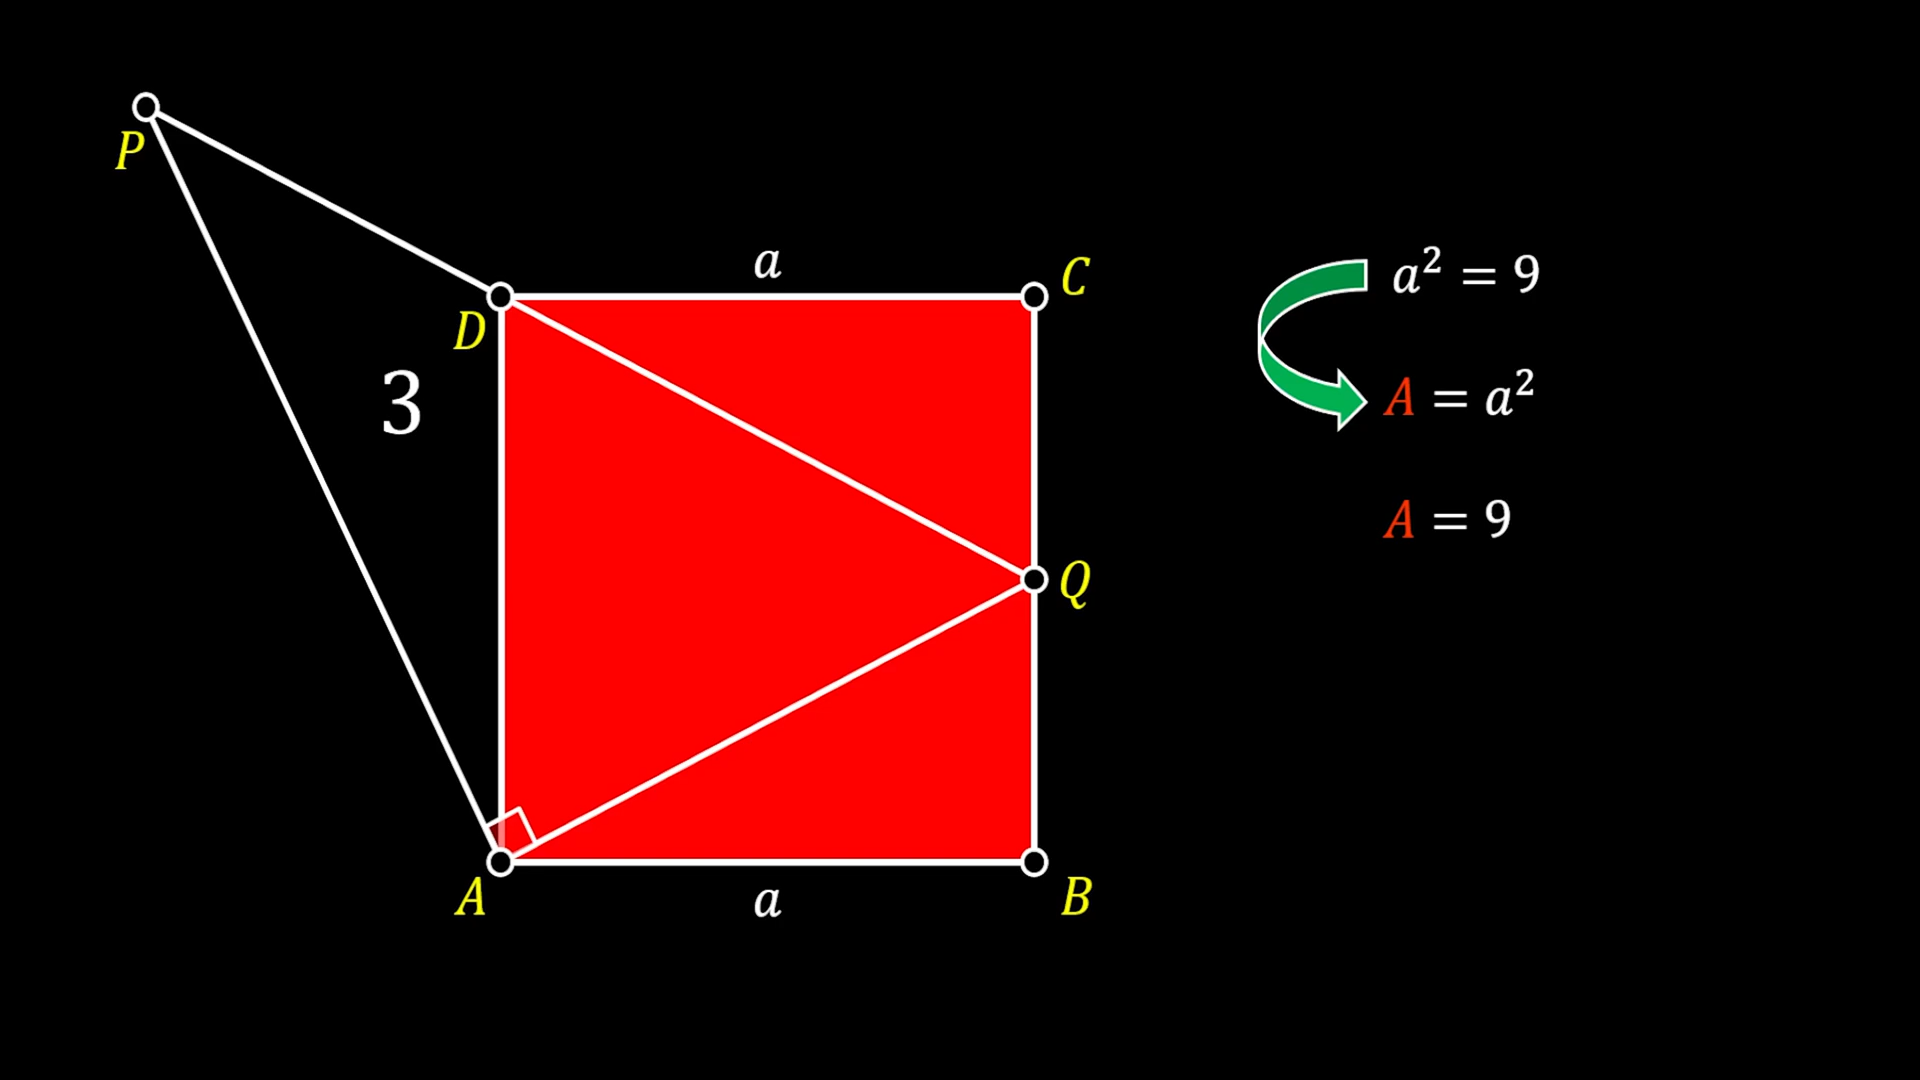 P
a
C
D
3
Q
A
a
B
a² = 9
A = a²
A = 9